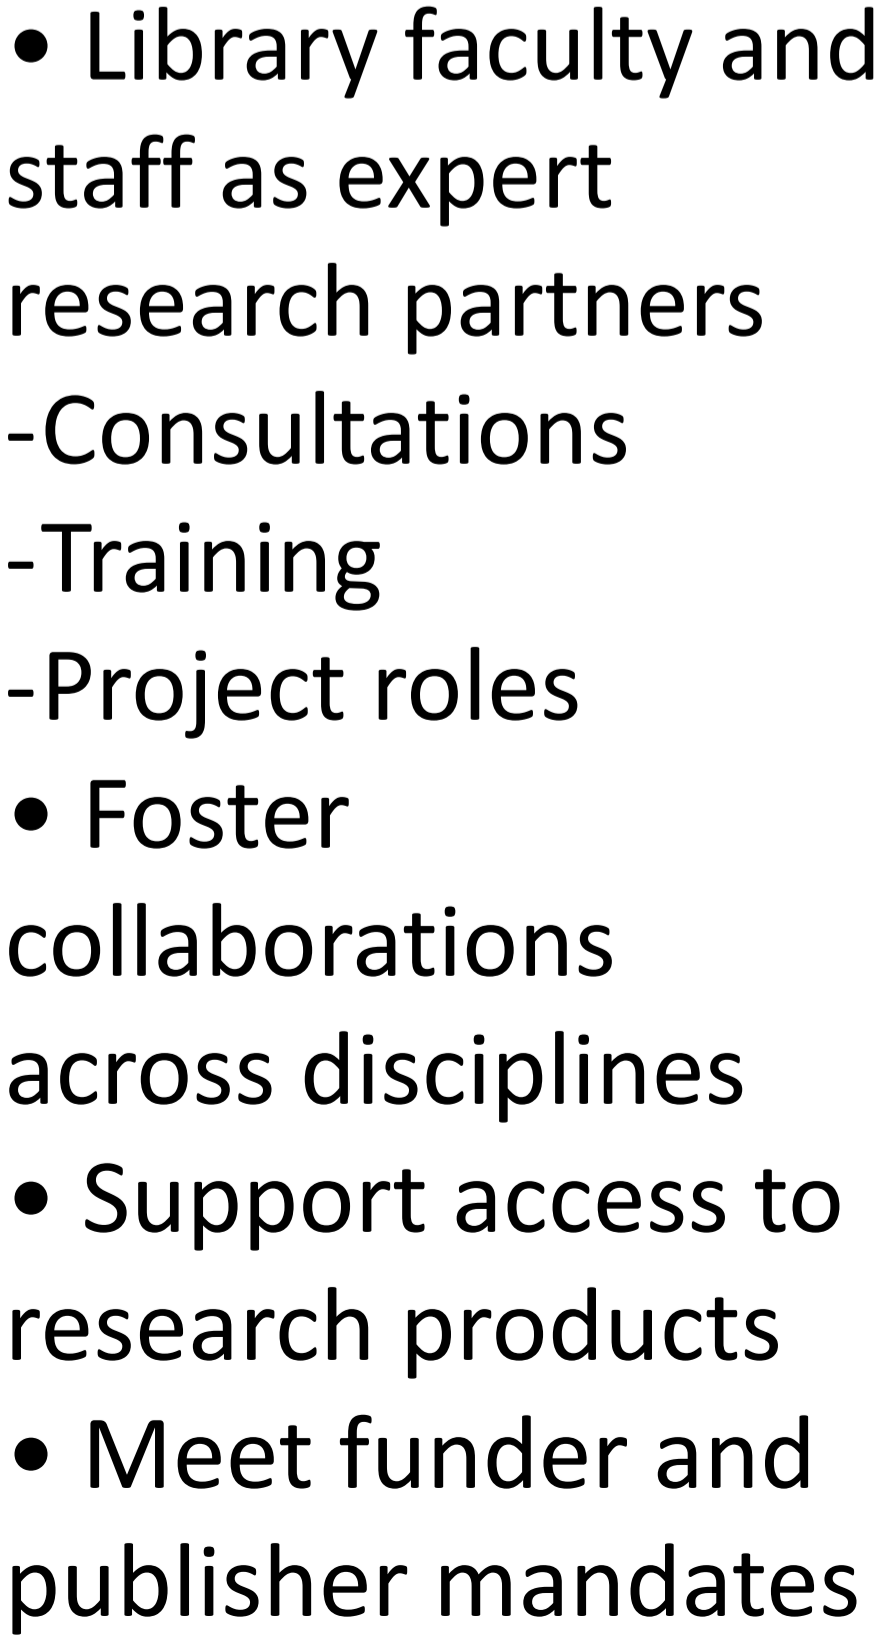 • Library faculty and
staff as expert
research partners
-Consultations
-Training
-Project roles
• Foster
collaborations
across disciplines
• Support access to
research products
• Meet funder and
publisher mandates